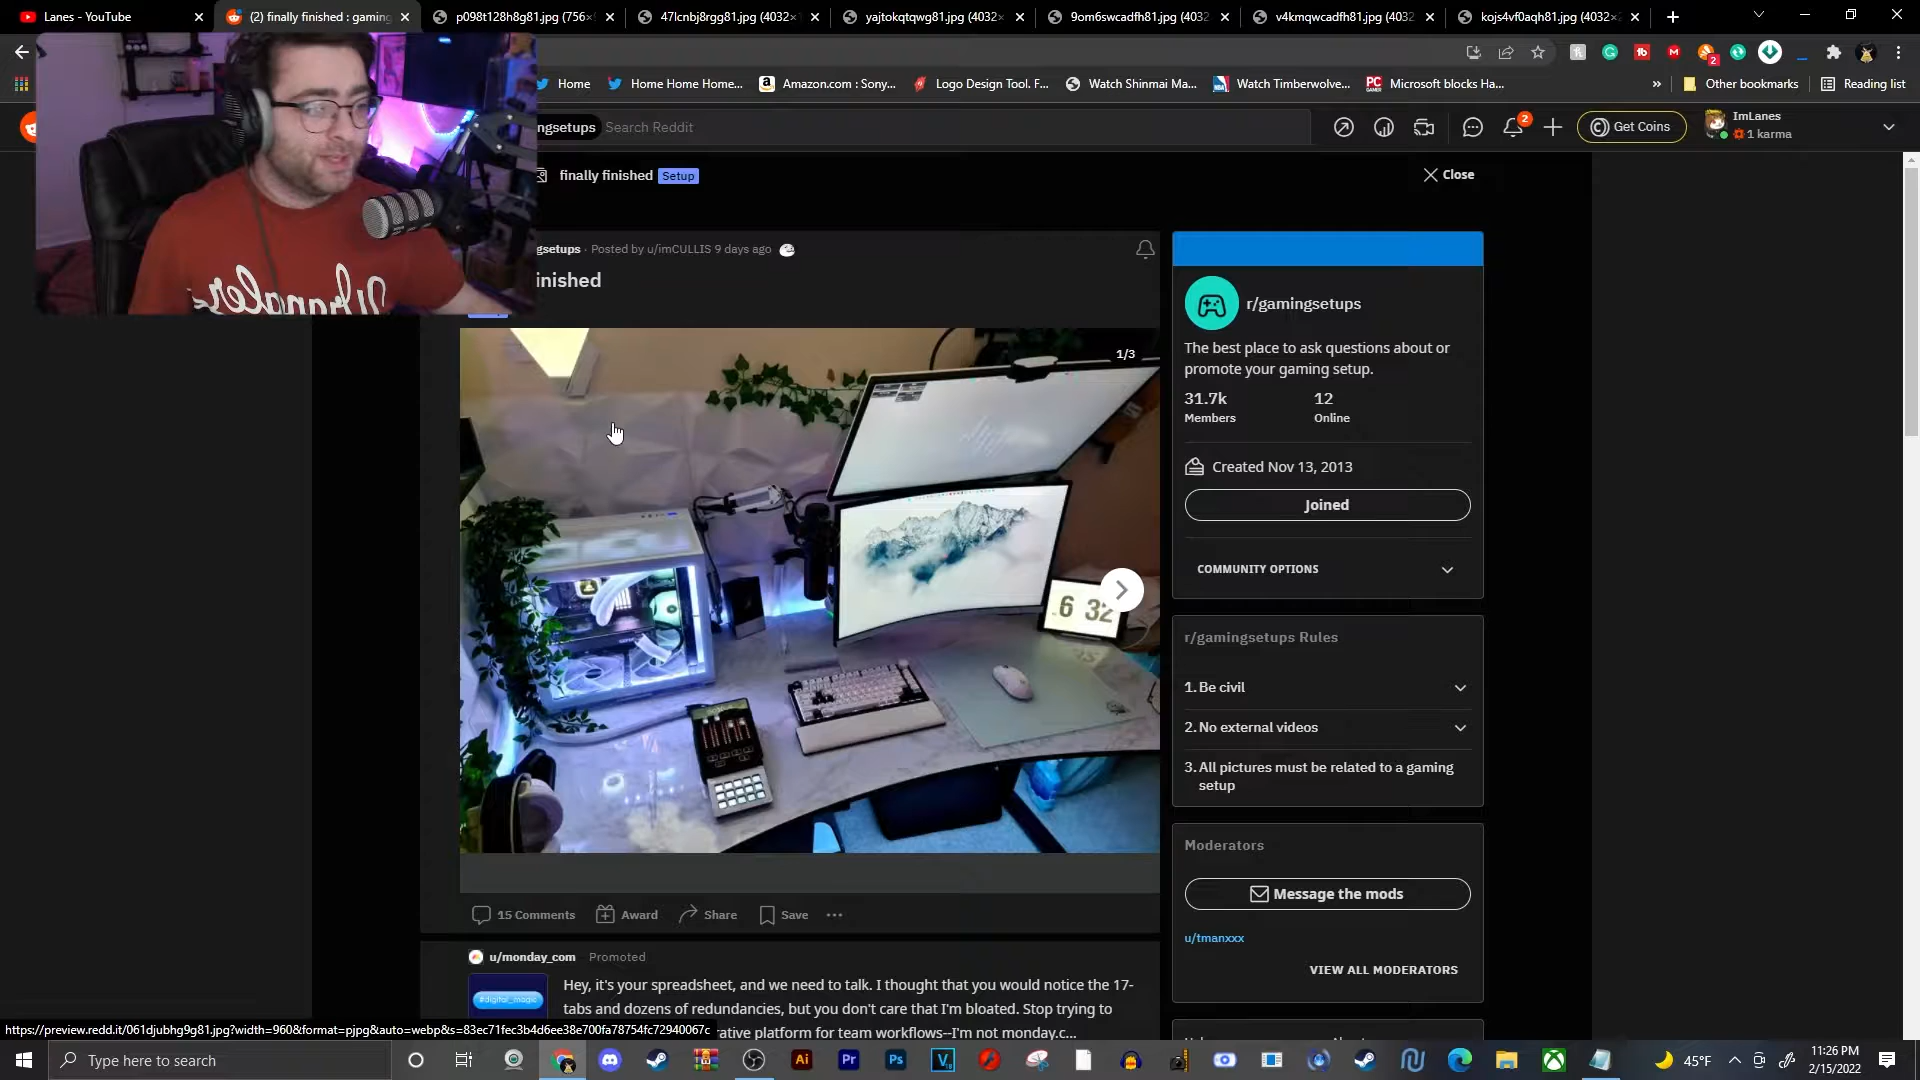 Lanes - YouTube
(2) finally finished : gaming
p098t128h8g81.jpg (756×
47lcnbj8rgg81.jpg (4032×
yajtokqtqwg81.jpg (4032×
9om6swcadfh81.jpg (4032
v4kmqwcadfh81.jpg (4032
kojs4vf0aqh81.jpg (4032×
Home
Home Home Home...
Amazon.com : Sony...
Logo Design Tool. F...
Watch Shinmai Ma...
Watch Timberwolve...
Microsoft blocks Ha...
»
Other bookmarks
Reading list
ngsetups
Search Reddit
2
Get Coins
ImLanes
1 karma
finally finished
Setup
Close
gsetups · Posted by u/imCULLIS 9 days ago
inished
Wrangler
1/3
6 32
r/gamingsetups
The best place to ask questions about or
promote your gaming setup.
31.7k
Members
12
Online
Created Nov 13, 2013
Joined
COMMUNITY OPTIONS
r/gamingsetups Rules
1. Be civil
2. No external videos
3. All pictures must be related to a gaming
setup
Moderators
Message the mods
u/tmanxxx
VIEW ALL MODERATORS
15 Comments
Award
Share
Save
u/monday_com
Promoted
#digital_magic
Hey, it's your spreadsheet, and we need to talk. I thought that you would notice the 17-
tabs and dozens of redundancies, but you don't care that I'm bloated. Stop trying to
rative platform for team workflows--I'm not monday.c...
https://preview.redd.it/061djubhg9g81.jpg?width=960&format=pjpg&auto=webp&s=83ec71fec3b4d6ee38e700fa78754fc72940067c
Type here to search
45°F
11:26 PM
2/15/2022